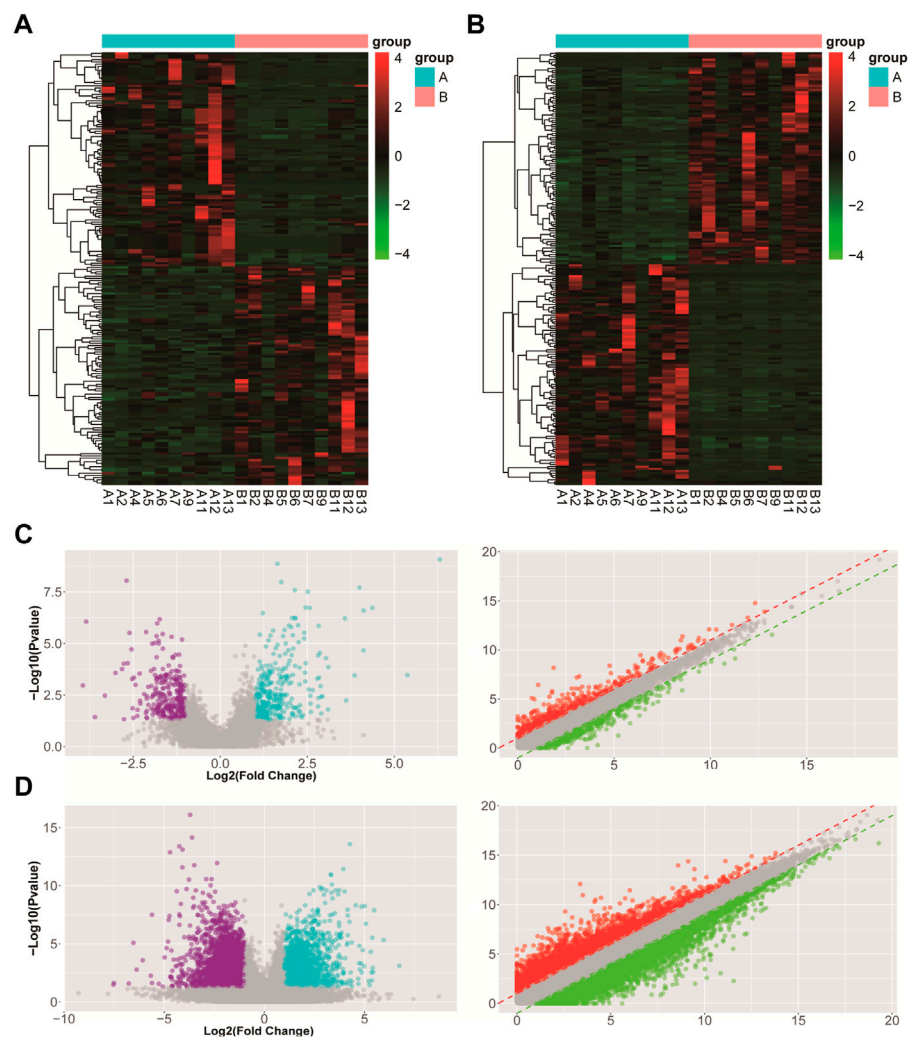 A
group
4
2
0
−2
−4
group
A
B
A1
A2
A4
A5
A6
A7
A9
A11
A12
A13
B1
B2
B4
B5
B6
B7
B9
B11
B12
B13
B
group
4
2
0
−2
−4
group
A
B
A1
A2
A4
A5
A6
A7
A9
A11
A12
A13
B1
B2
B4
B5
B6
B7
B9
B11
B12
B13
C
−Log10(Pvalue)
7.5
5.0
2.5
0.0
−2.5
0.0
2.5
5.0
Log2(Fold Change)
20
15
10
5
0
0
5
10
15
D
−Log10(Pvalue)
15
10
5
0
−10
−5
0
5
Log2(Fold Change)
20
15
10
5
0
0
5
10
15
20